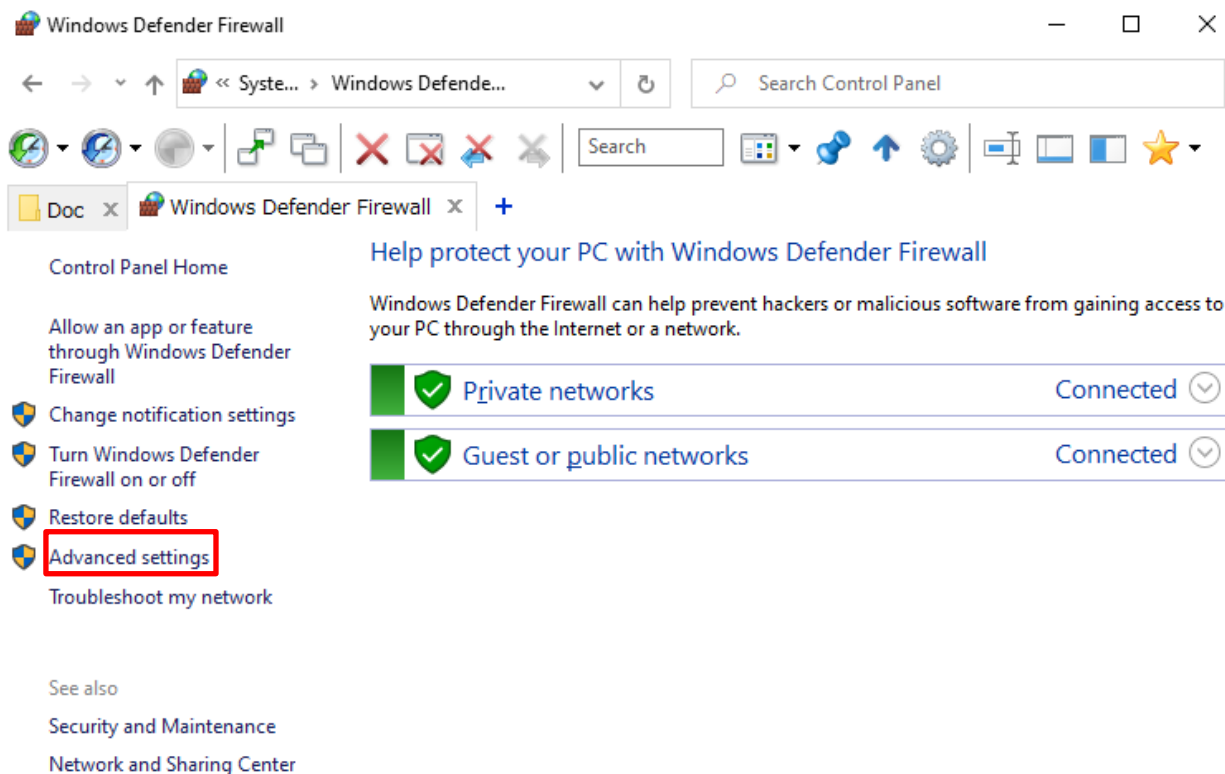 Windows Defender Firewall
« Syste... › Windows Defende...
Search Control Panel
Search
Doc
Windows Defender Firewall
Control Panel Home
Allow an app or feature
through Windows Defender
Firewall
Change notification settings
Turn Windows Defender
Firewall on or off
Restore defaults
Advanced settings
Troubleshoot my network
See also
Security and Maintenance
Network and Sharing Center
Help protect your PC with Windows Defender Firewall
Windows Defender Firewall can help prevent hackers or malicious software from gaining access to
your PC through the Internet or a network.
Private networks Connected
Guest or public networks Connected